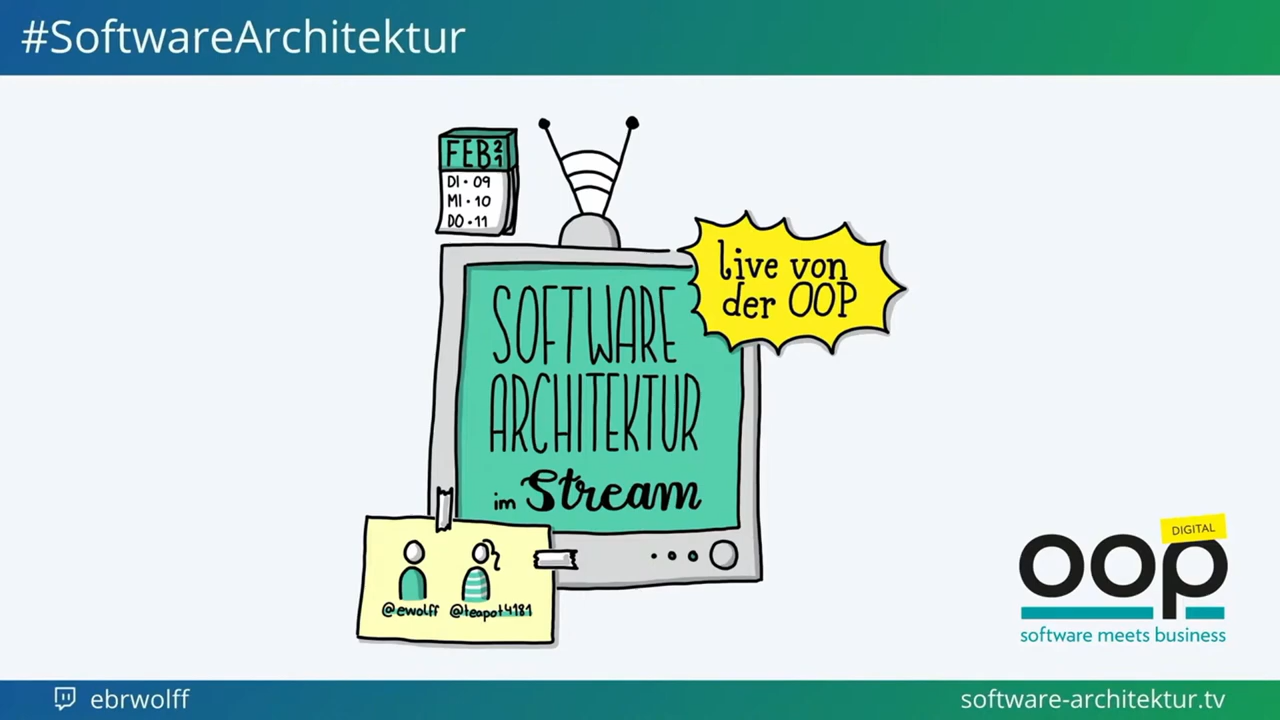 #SoftwareArchitektur
FEB 21
DI • 09
MI • 10
DO • 11
live von
der OOP
SOFTWARE
ARCHITEKTUR
im Stream
@ewolff @teapot4181
DIGITAL
oop
software meets business
ebrwolff
software-architektur.tv